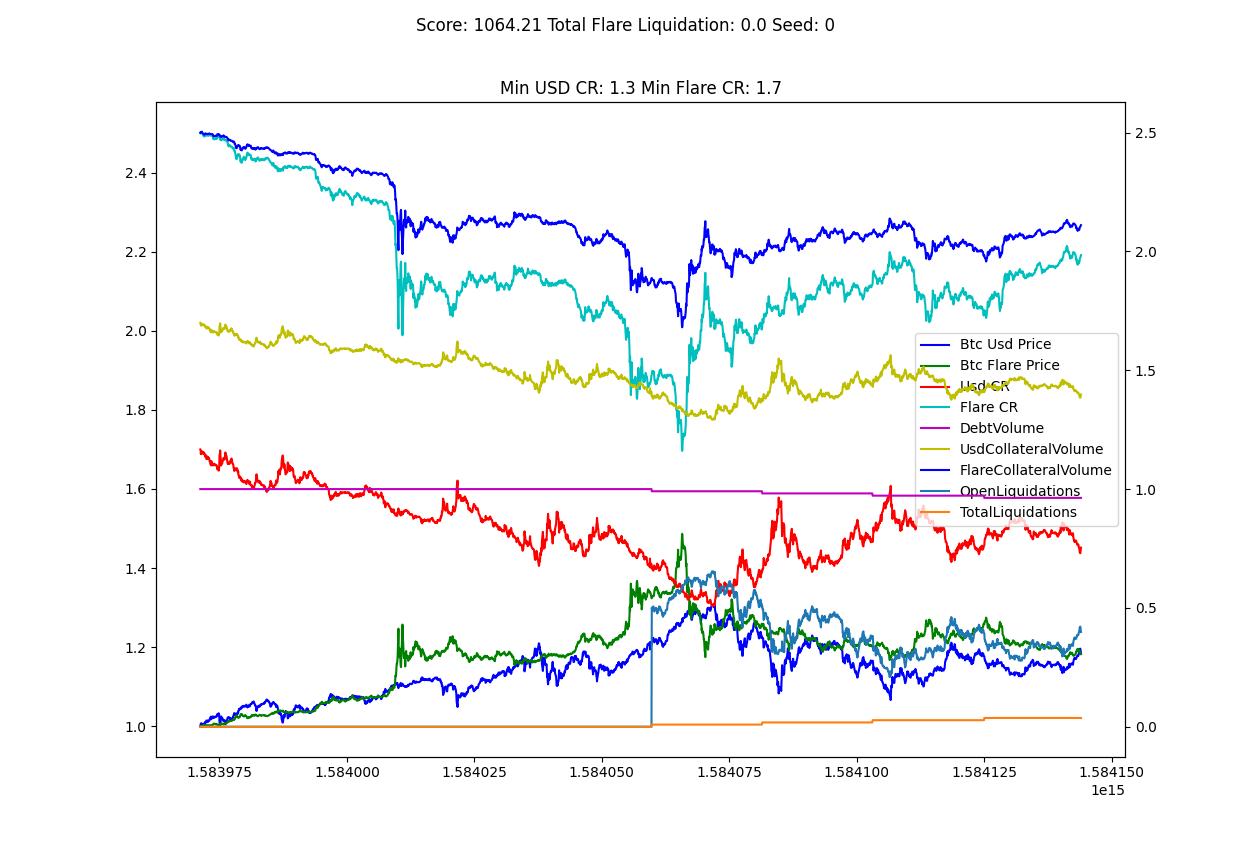 Score: 1064.21 Total Flare Liquidation: 0.0 Seed: 0
Min USD CR: 1.3 Min Flare CR: 1.7
2.4
2.2
2.0
1.8
1.6
1.4
1.2
1.0
2.5
2.0
1.5
1.0
0.5
0.0
Btc Usd Price
Btc Flare Price
Usd CR
Flare CR
DebtVolume
UsdCollateralVolume
FlareCollateralVolume
OpenLiquidations
TotalLiquidations
1.583975 1.584000 1.584025 1.584050 1.584075 1.584100 1.584125 1.584150
1e15